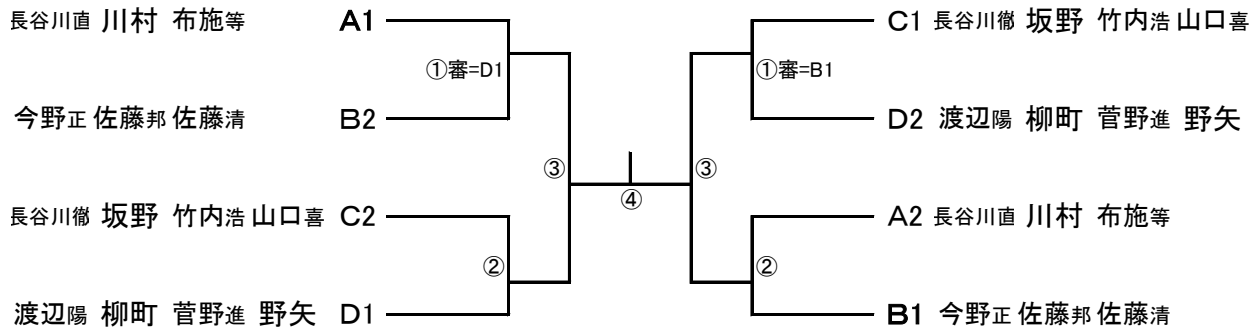 長谷川直 川村 布施等 A1
①審=D1
今野正 佐藤邦 佐藤清 B2
③
長谷川徹 坂野 竹内浩 山口喜 C2
②
渡辺陽 柳町 菅野進 野矢 D1
④
C1 長谷川徹 坂野 竹内浩 山口喜
①審=B1
D2 渡辺陽 柳町 菅野進 野矢
③
A2 長谷川直 川村 布施等
②
B1 今野正 佐藤邦 佐藤清